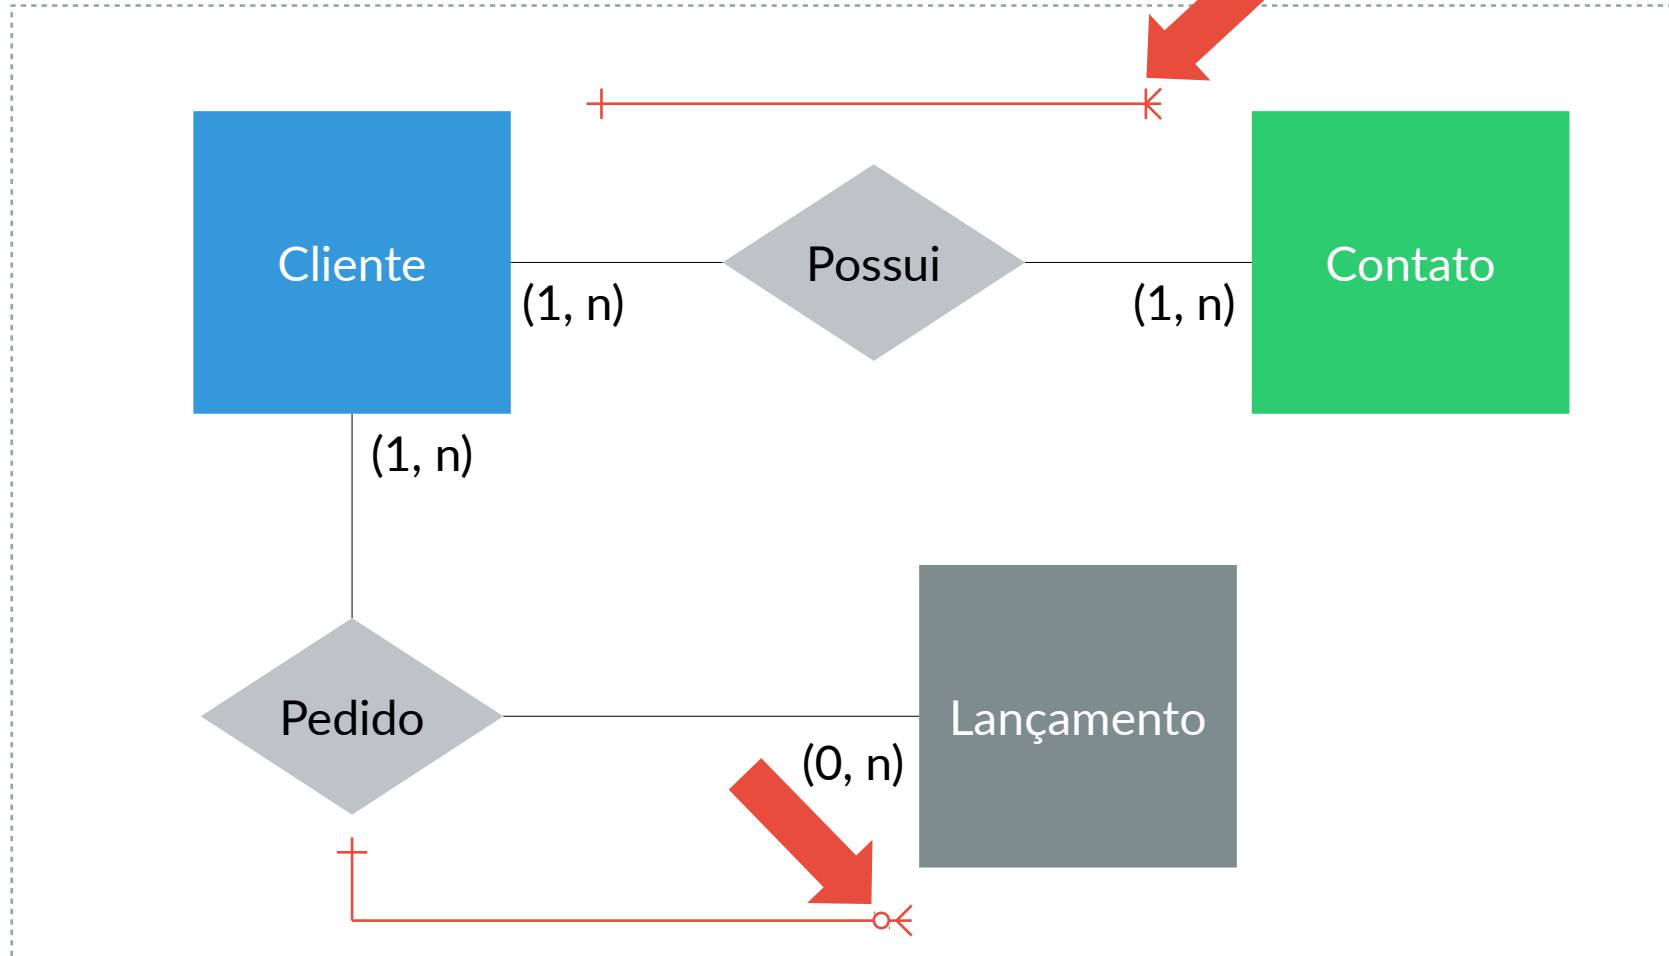 Cliente
Possui
Contato
(1, n)
(1, n)
(1, n)
Pedido
Lançamento
(0, n)